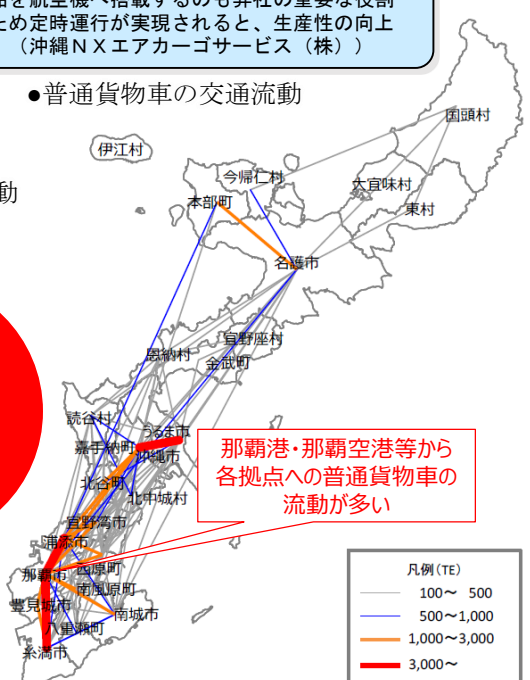 品を航空機へ搭載するのも弊社の重要な役割
ため定時運行が実現されると、生産性の向上
（沖縄ＮＸエアカーゴサービス（株））
●普通貨物車の交通流動
動
国頭村
伊江村
今帰仁村
大宜味村
本部町
東村
名護市
宜野座村
恩納村
金武町
読谷村
うるま市
嘉手納町
沖縄市
北谷町
北中城村
那覇港・那覇空港等から
各拠点への普通貨物車の
流動が多い
宜野湾市
浦添市
西原町
那覇市
南風原町
豊見城市
南城市
八重瀬町
糸満市
凡例(TE)
100～ 500
500～1,000
1,000～3,000
3,000～